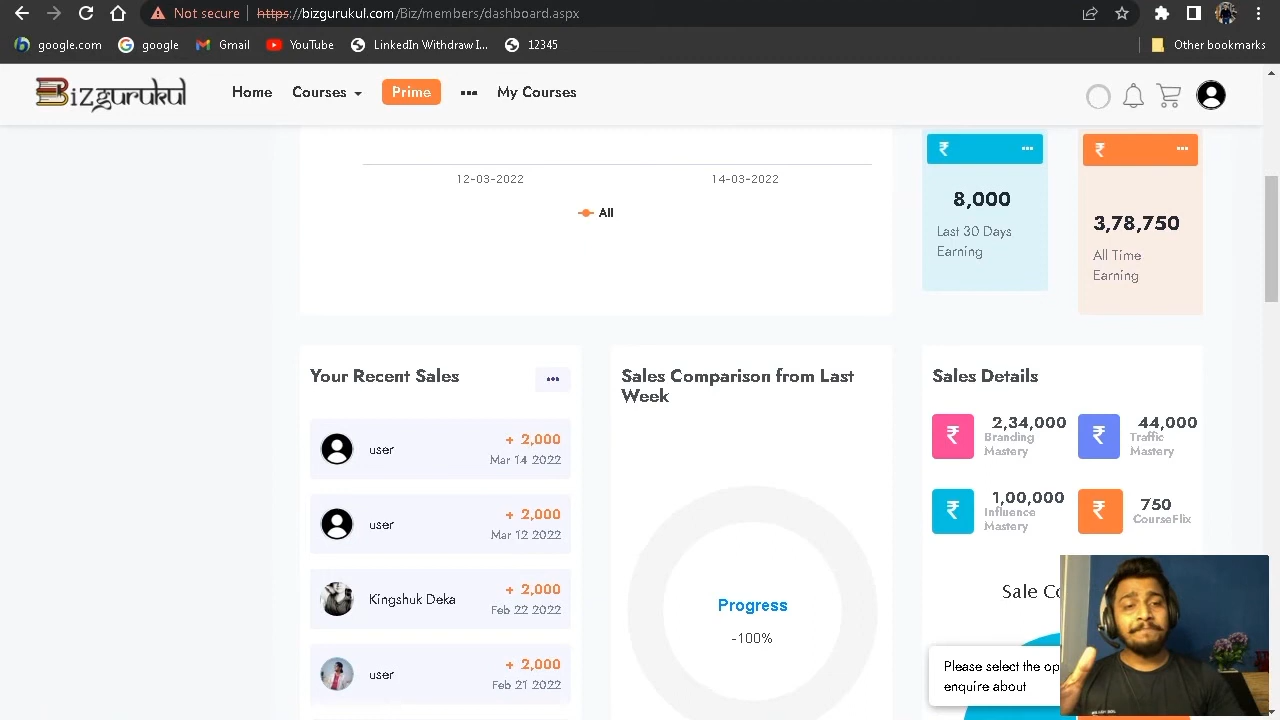 Not secure
https://bizgurukul.com/Biz/members/dashboard.aspx
google.com
google
Gmail
YouTube
LinkedIn Withdraw I...
12345
Other bookmarks
Bizgurukul
Home
Courses
Prime
My Courses
12-03-2022
14-03-2022
All
₹
8,000
Last 30 Days
Earning
₹
3,78,750
All Time
Earning
Your Recent Sales
user
+ 2,000
Mar 14 2022
user
+ 2,000
Mar 12 2022
Kingshuk Deka
+ 2,000
Feb 22 2022
user
+ 2,000
Feb 21 2022
Sales Comparison from Last
Week
Progress
-100%
Sales Details
₹
2,34,000
Branding
Mastery
₹
44,000
Traffic
Mastery
₹
1,00,000
Influence
Mastery
₹
750
CourseFlix
Sale Co
Please select the op
enquire about